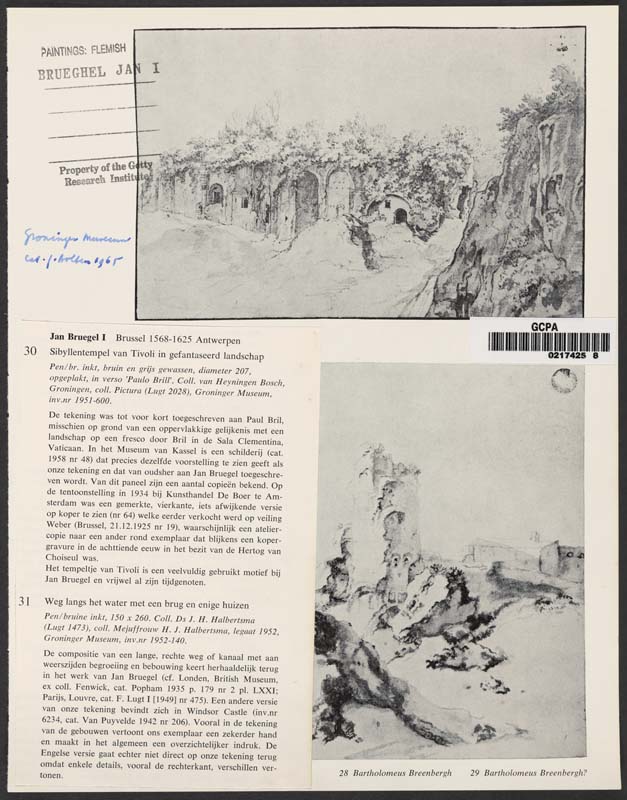 PAINTINGS: FLEMISH
BRUEGHEL JAN I
Property of the Getty
Research Institute
Groninger Museum
cat. j. Bolten 1965
GCPA
0217425 8
Jan Bruegel I Brussel 1568-1625 Antwerpen
30 Sibyllentempel van Tivoli in gefantaseerd landschap
Pen/br. inkt, bruin en grijs gewassen, diameter 207,
opgeplakt, in verso 'Paulo Brill', Coll. van Heyningen Bosch,
Groningen, coll. Pictura (Lugt 2028), Groninger Museum,
inv.nr 1951-600.
De tekening was tot voor kort toegeschreven aan Paul Bril,
misschien op grond van een oppervlakkige gelijkenis met een
landschap op een fresco door Bril in de Sala Clementina,
Vaticaan. In het Museum van Kassel is een schilderij (cat.
1958 nr 48) dat precies dezelfde voorstelling te zien geeft als
onze tekening en dat van oudsher aan Jan Bruegel toegeschre-
ven wordt. Van dit paneel zijn een aantal copieën bekend. Op
de tentoonstelling in 1934 bij Kunsthandel De Boer te Am-
sterdam was een gemerkte, vierkante, iets afwijkende versie
op koper te zien (nr 64) welke eerder verkocht werd op veiling
Weber (Brussel, 21.12.1925 nr 19), waarschijnlijk een atelier-
copie naar een ander rond exemplaar dat blijkens een koper-
gravure in de achttiende eeuw in het bezit van de Hertog van
Choiseul was.
Het tempeltje van Tivoli is een veelvuldig gebruikt motief bij
Jan Bruegel en vrijwel al zijn tijdgenoten.
31 Weg langs het water met een brug en enige huizen
Pen/bruine inkt, 150 x 260. Coll. Ds J. H. Halbertsma
(Lugt 1473), coll. Mejuffrouw H. J. Halbertsma, legaat 1952,
Groninger Museum, inv.nr 1952-140.
De compositie van een lange, rechte weg of kanaal met aan
weerszijden begroeiing en bebouwing keert herhaaldelijk terug
in het werk van Jan Bruegel (cf. Londen, British Museum,
ex coll. Fenwick, cat. Popham 1935 p. 179 nr 2 pl. LXXI;
Parijs, Louvre, cat. F. Lugt I [1949] nr 475). Een andere versie
van onze tekening bevindt zich in Windsor Castle (inv.nr
6234, cat. Van Puyvelde 1942 nr 206). Vooral in de tekening
van de gebouwen vertoont ons exemplaar een zekerder hand
en maakt in het algemeen een overzichtelijker indruk. De
Engelse versie gaat echter niet direct op onze tekening terug
omdat enkele details, vooral de rechterkant, verschillen ver-
tonen.
28 Bartholomeus Breenbergh 29 Bartholomeus Breenbergh?